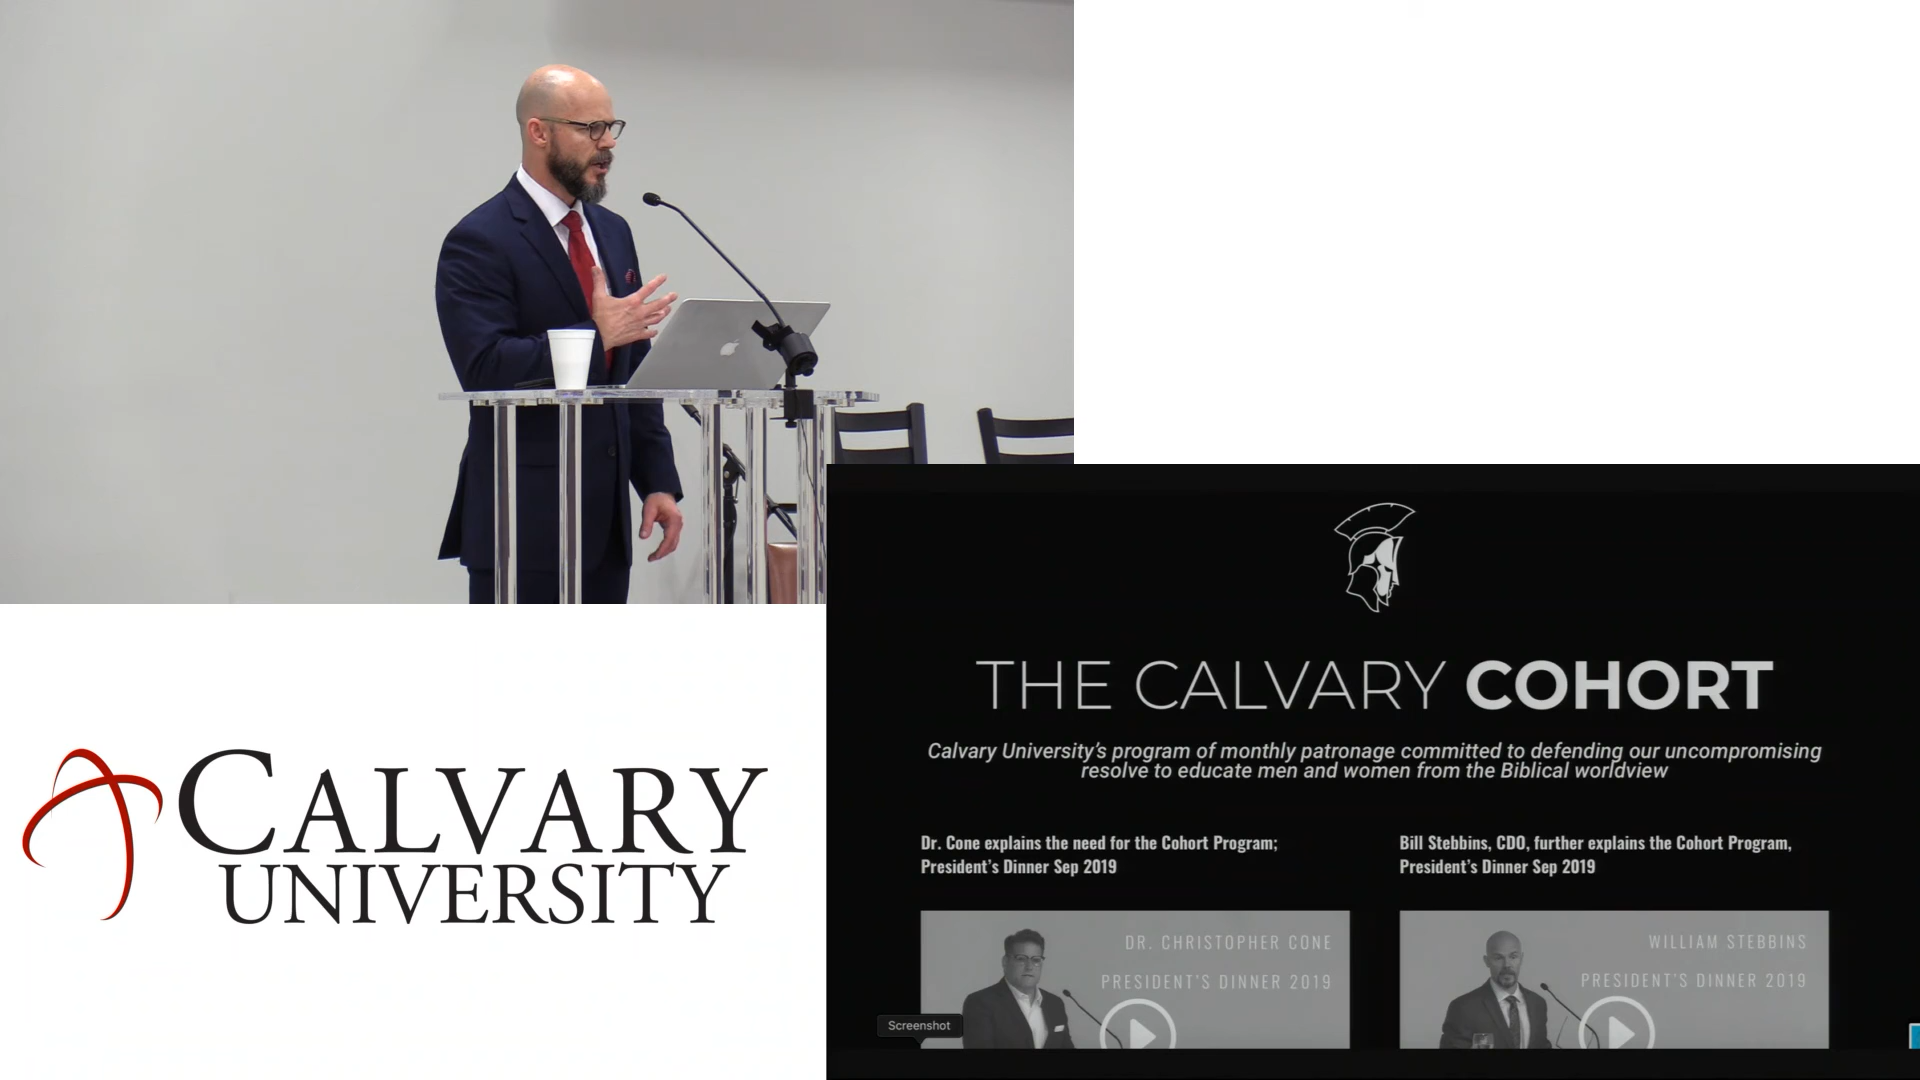 CALVARY
UNIVERSITY
THE CALVARY COHORT
Calvary University's program of monthly patronage committed to defending our uncompromising
resolve to educate men and women from the Biblical worldview
Dr. Cone explains the need for the Cohort Program;
President's Dinner Sep 2019
Bill Stebbins, CDO, further explains the Cohort Program,
President's Dinner Sep 2019
DR. CHRISTOPHER CONE
PRESIDENT'S DINNER 2019
WILLIAM STEBBINS
PRESIDENT'S DINNER 2019
Screenshot